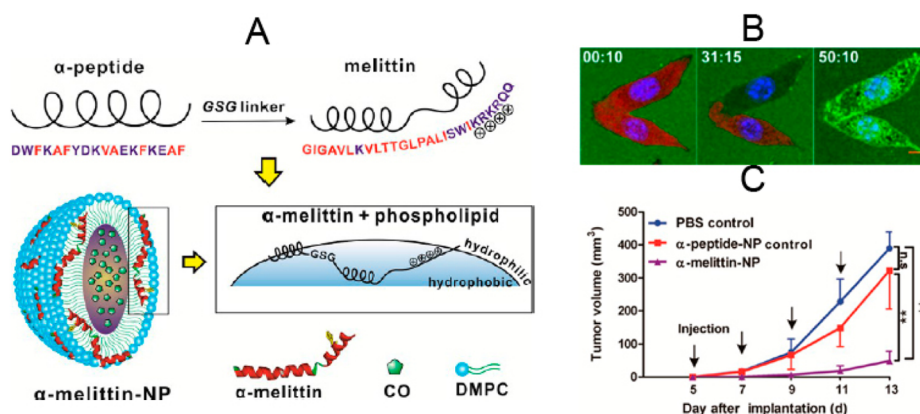 A
α-peptide
GSG linker
melittin
DWFKAFYDKVAEKFKEAF
GIGAVLKVLTTGLPALISWIKRKRQQ
α-melittin + phospholipid
GSG
hydrophilic
hydrophobic
α-melittin-NP
α-melittin
CO
DMPC
B
00:10
31:15
50:10
C
Tumor volume (mm³)
500
400
300
200
100
0
PBS control
α-peptide-NP control
α-melittin-NP
Injection
n.s
**
5
7
9
11
13
Day after implantation (d)